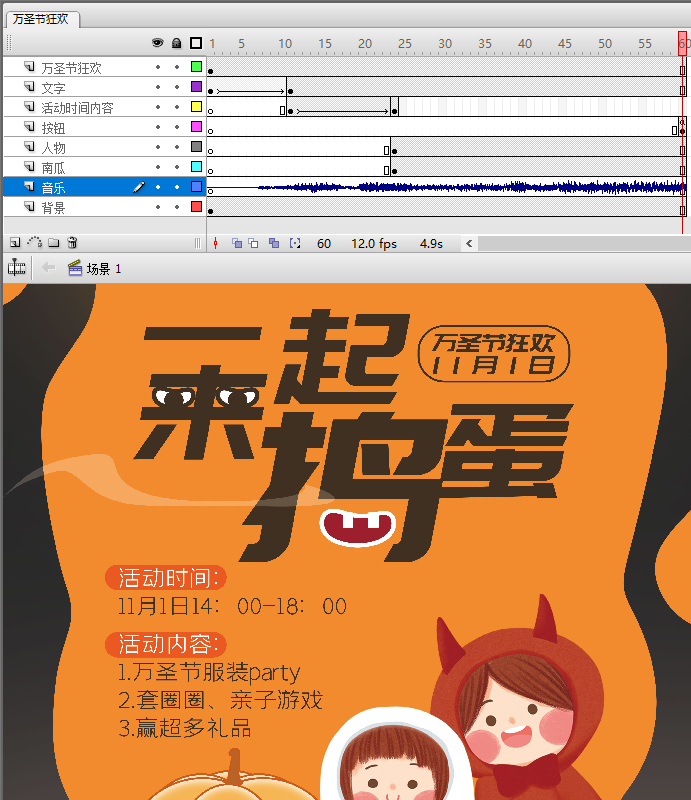 万圣节狂欢
1 5 10 15 20 25 30 35 40 45 50 55 60
万圣节狂欢
文字
活动时间内容
按钮
人物
南瓜
音乐
背景
60 12.0 fps 4.9s
场景 1
一起
来捣蛋
万圣节狂欢
11月1日
活动时间:
11月1日14：00-18：00
活动内容:
1.万圣节服装party
2.套圈圈、亲子游戏
3.赢超多礼品